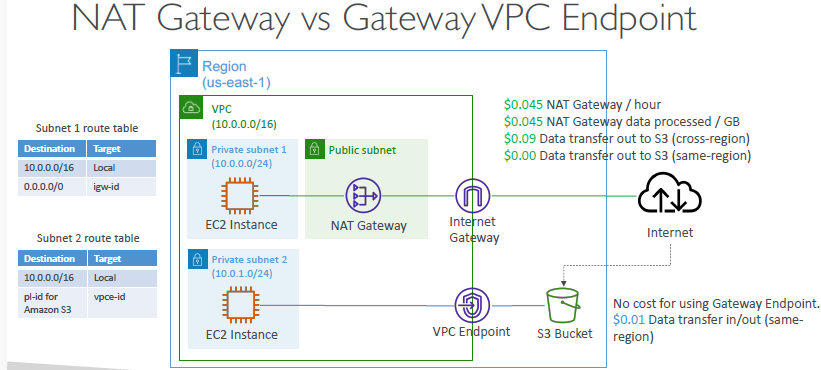 NAT Gateway vs Gateway VPC Endpoint
Region
(us-east-1)
VPC
(10.0.0.0/16)
$0.045 NAT Gateway / hour
$0.045 NAT Gateway data processed / GB
$0.09 Data transfer out to S3 (cross-region)
$0.00 Data transfer out to S3 (same-region)
Subnet 1 route table
Destination Target
10.0.0.0/16 Local
0.0.0.0/0 igw-id
Private subnet 1
(10.0.0.0/24)
EC2 Instance
Public subnet
NAT Gateway
Internet
Gateway
Internet
Subnet 2 route table
Destination Target
10.0.0.0/16 Local
pl-id for vpce-id
Amazon S3
Private subnet 2
(10.0.1.0/24)
EC2 Instance
VPC Endpoint
S3 Bucket
No cost for using Gateway Endpoint.
$0.01 Data transfer in/out (same-
region)